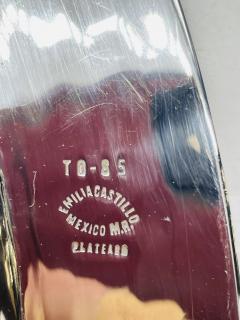 TO-85
EMILIA CASTILLO
MEXICO M.R.
PLATEADO